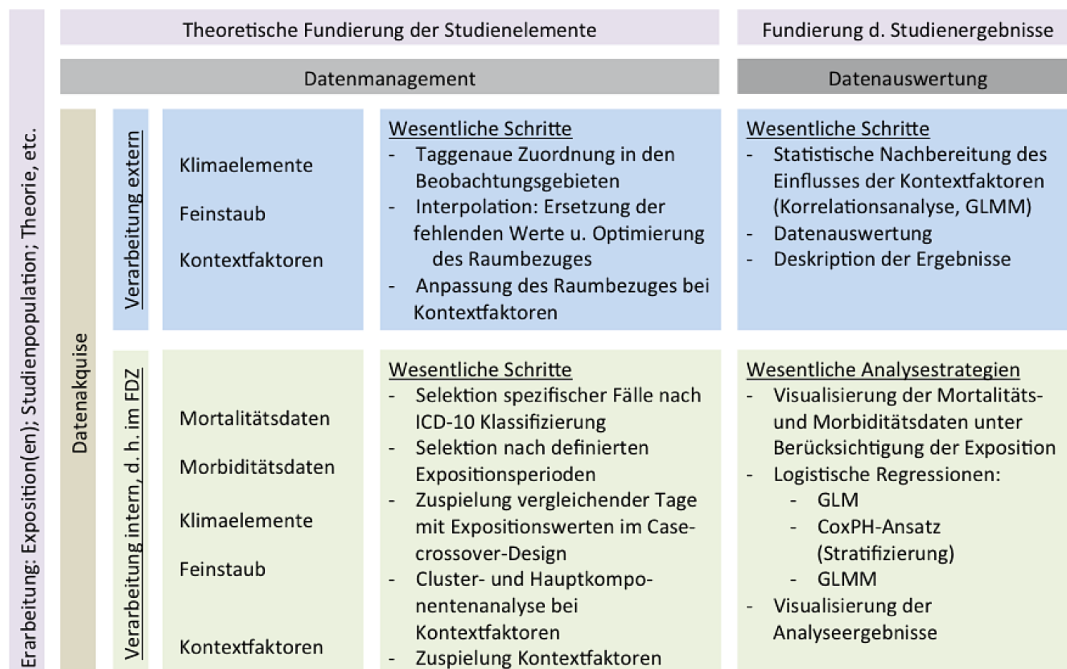 Theoretische Fundierung der Studienelemente
Fundierung d. Studienergebnisse
Datenmanagement
Datenauswertung
Erarbeitung: Exposition(en); Studienpopulation; Theorie, etc.
Datenakquise
Verarbeitung extern
Klimaelemente
Feinstaub
Kontextfaktoren
Wesentliche Schritte
- Taggenaue Zuordnung in den
Beobachtungsgebieten
- Interpolation: Ersetzung der
fehlenden Werte u. Optimierung
des Raumbezuges
- Anpassung des Raumbezuges bei
Kontextfaktoren
Wesentliche Schritte
- Statistische Nachbereitung des
Einflusses der Kontextfaktoren
(Korrelationsanalyse, GLMM)
- Datenauswertung
- Deskription der Ergebnisse
Verarbeitung intern, d. h. im FDZ
Mortalitätsdaten
Morbiditätsdaten
Klimaelemente
Feinstaub
Kontextfaktoren
Wesentliche Schritte
- Selektion spezifischer Fälle nach
ICD-10 Klassifizierung
- Selektion nach definierten
Expositionsperioden
- Zuspielung vergleichender Tage
mit Expositionswerten im Case-
crossover-Design
- Cluster- und Hauptkompo-
nentenanalyse bei
Kontextfaktoren
- Zuspielung Kontextfaktoren
Wesentliche Analysestrategien
- Visualisierung der Mortalitäts-
und Morbiditätsdaten unter
Berücksichtigung der Exposition
- Logistische Regressionen:
- GLM
- CoxPH-Ansatz
(Stratifizierung)
- GLMM
- Visualisierung der
Analyseergebnisse